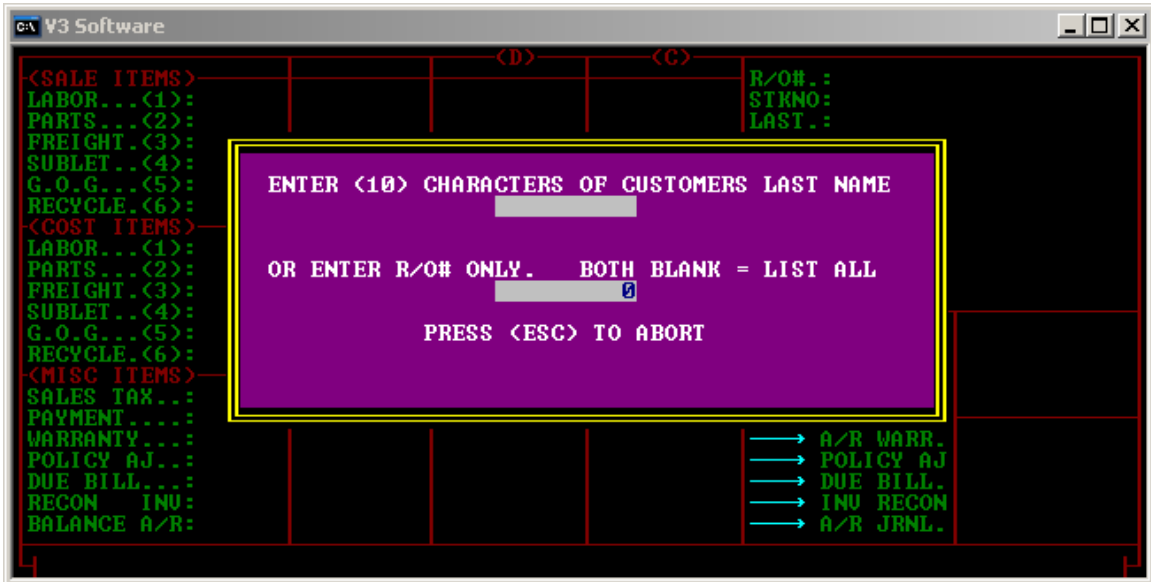 V3 Software
(D) (C)
(SALE ITEMS)
R/O#.:
LABOR...(1):
STKNO:
PARTS...(2):
LAST.:
FREIGHT.(3):
SUBLET..(4):
G.O.G...(5):
RECYCLE.(6):
(COST ITEMS)
LABOR...(1):
PARTS...(2):
FREIGHT.(3):
SUBLET..(4):
G.O.G...(5):
RECYCLE.(6):
(MISC ITEMS)
SALES TAX..:
PAYMENT....:
WARRANTY...:
POLICY AJ..:
DUE BILL...:
RECON   INV:
BALANCE A/R:
ENTER (10) CHARACTERS OF CUSTOMERS LAST NAME
OR ENTER R/O# ONLY.   BOTH BLANK = LIST ALL
0
PRESS (ESC) TO ABORT
→ A/R WARR.
→ POLICY AJ
→ DUE BILL.
→ INV RECON
→ A/R JRNL.